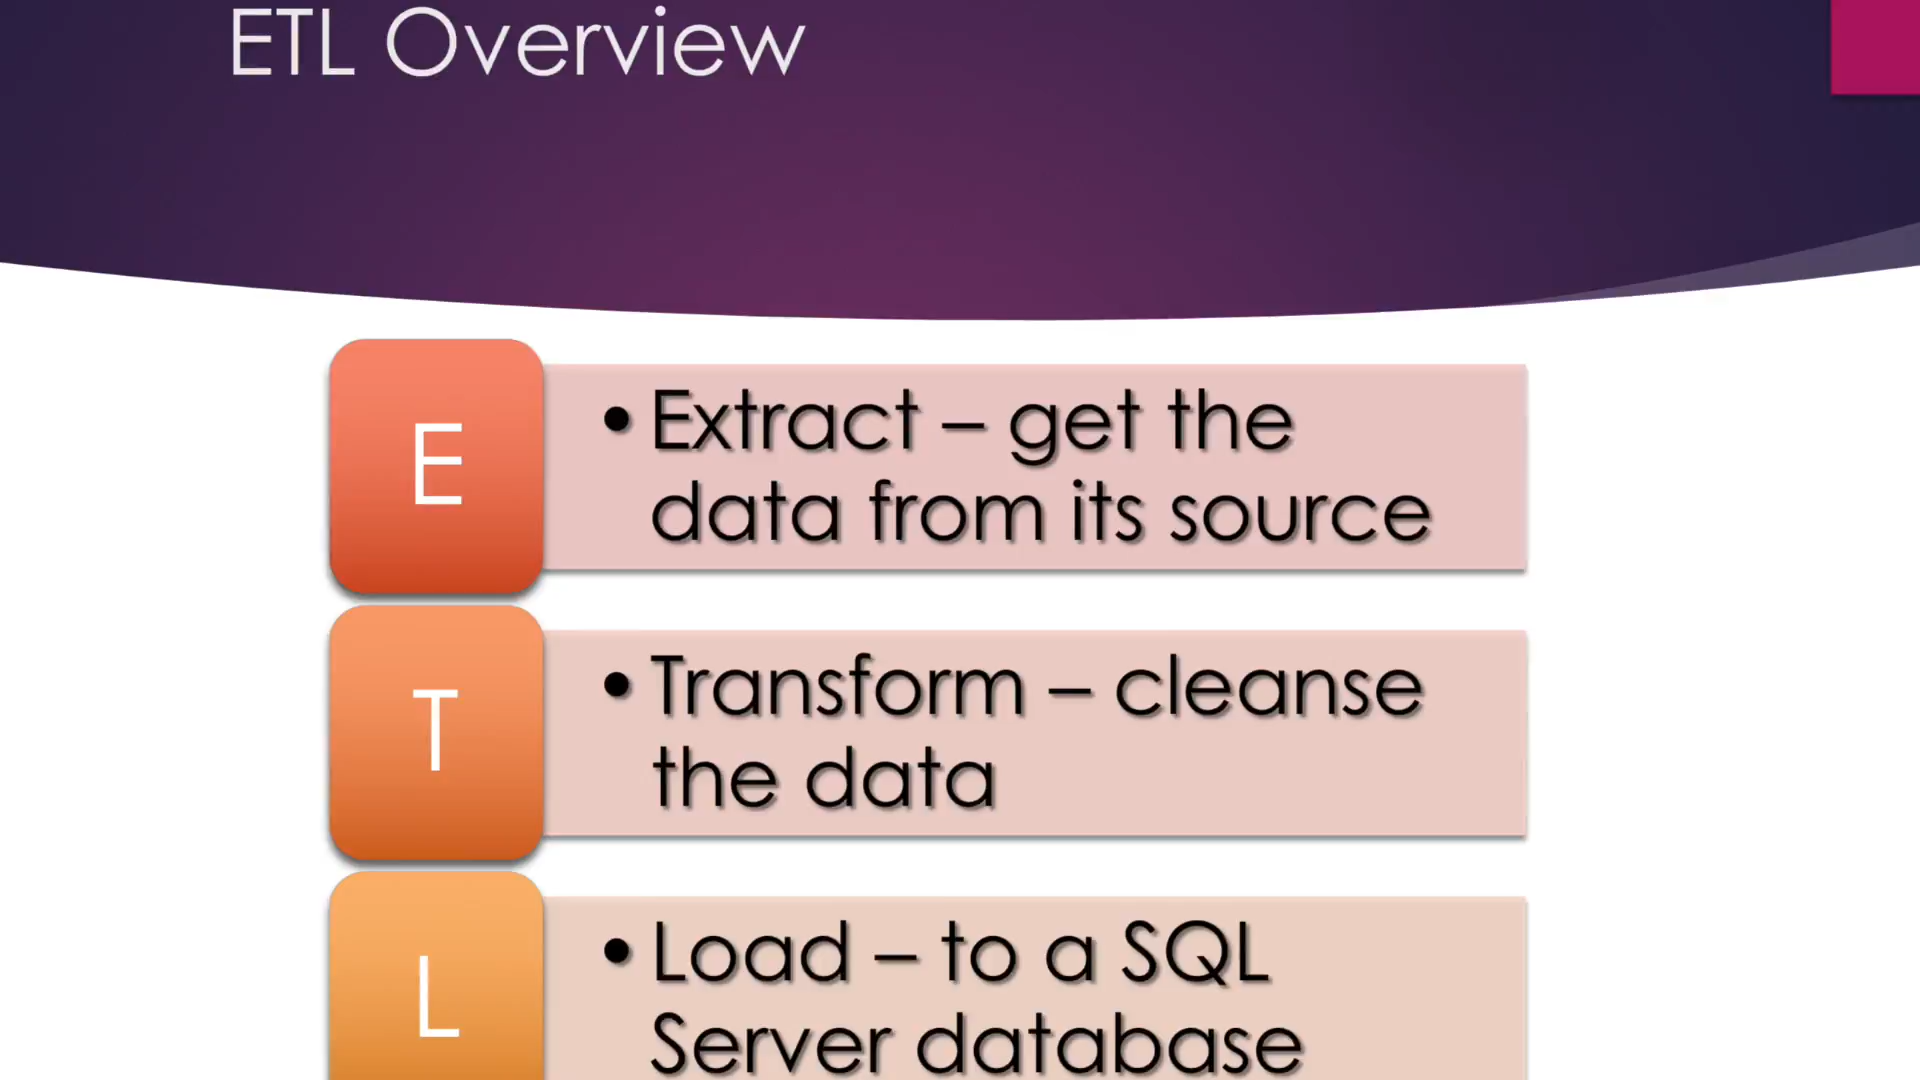 ETL Overview
E
• Extract – get the
data from its source
T
• Transform – cleanse
the data
L
• Load – to a SQL
Server database